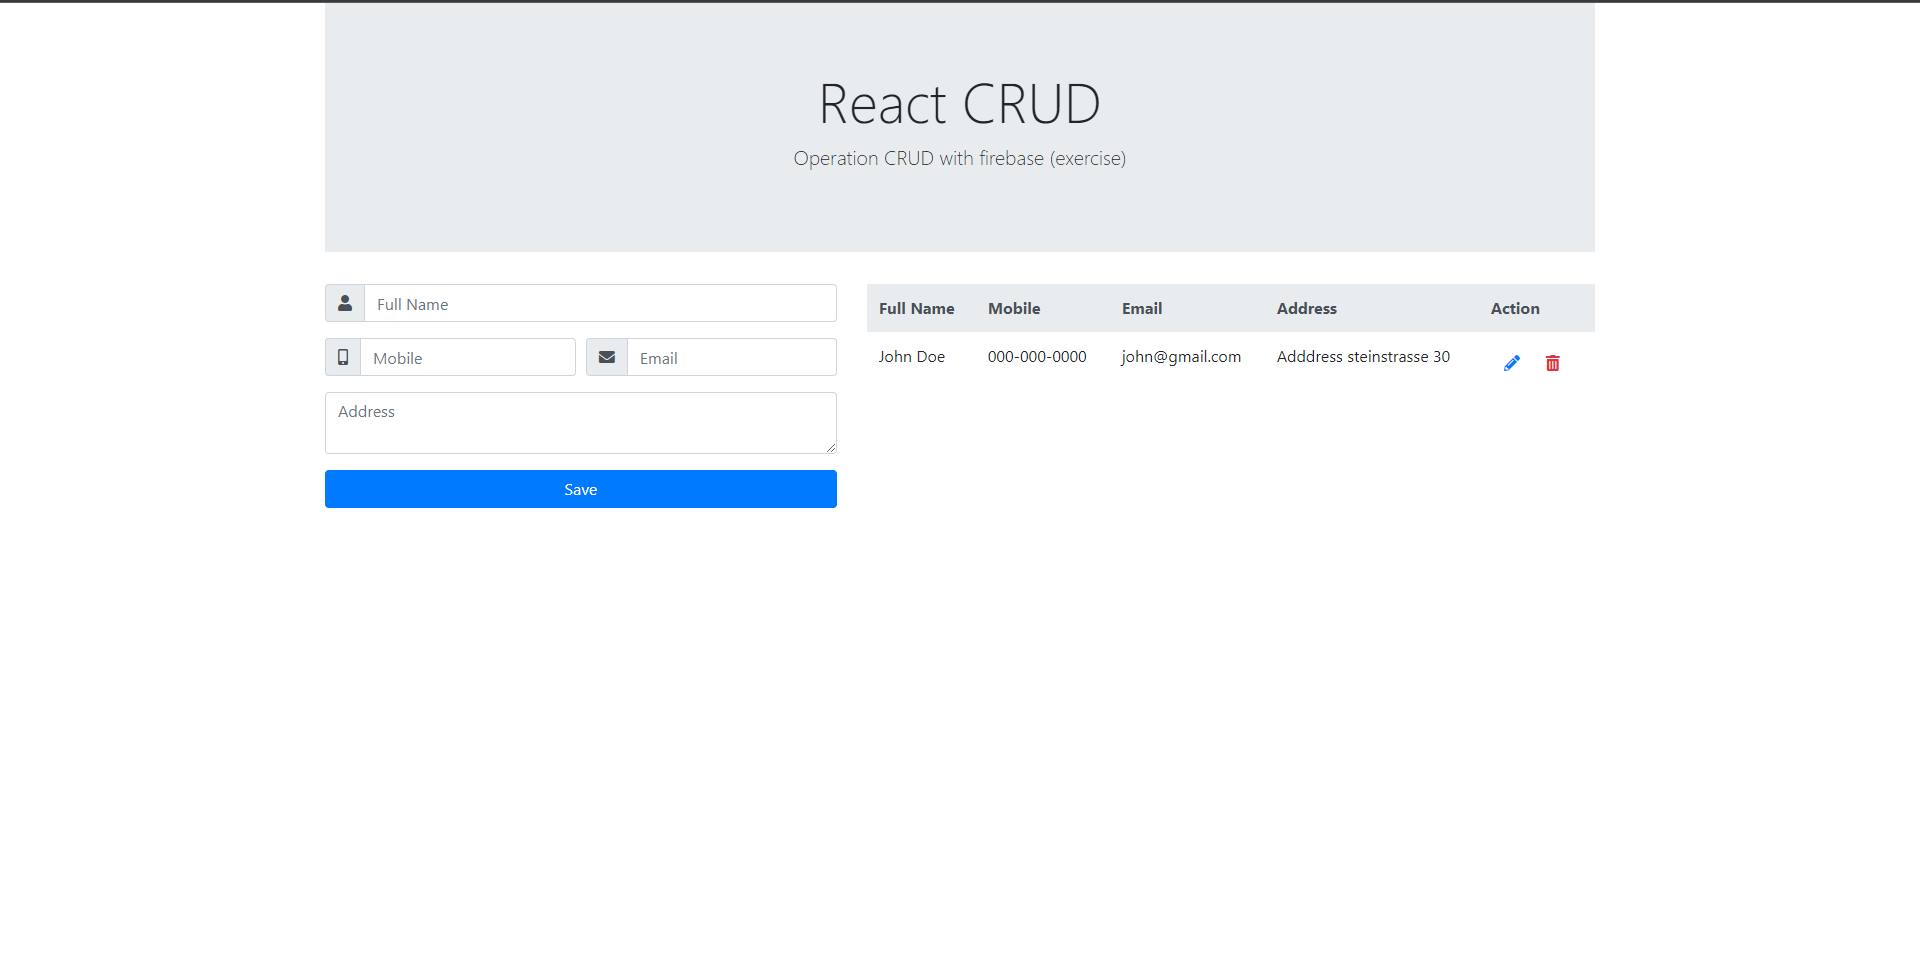 React CRUD
Operation CRUD with firebase (exercise)
Full Name
Mobile
Email
Address
Save
Full Name Mobile Email Address Action
John Doe 000-000-0000 john@gmail.com Adddress steinstrasse 30